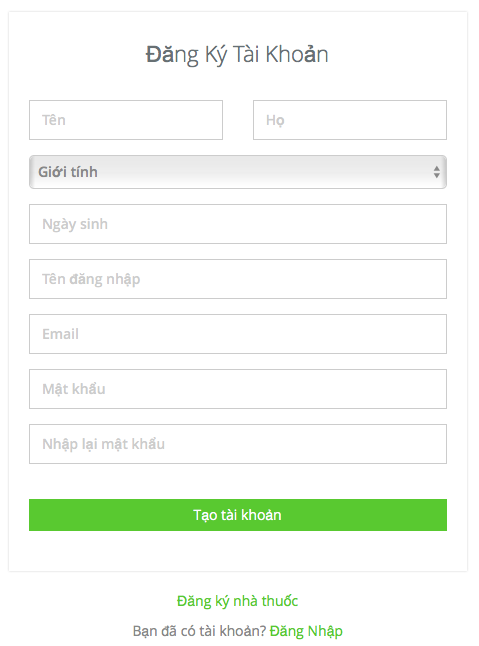 Đăng Ký Tài Khoản
Tên
Họ
Giới tính
Ngày sinh
Tên đăng nhập
Email
Mật khẩu
Nhập lại mật khẩu
Tạo tài khoản
Đăng ký nhà thuốc
Bạn đã có tài khoản? Đăng Nhập